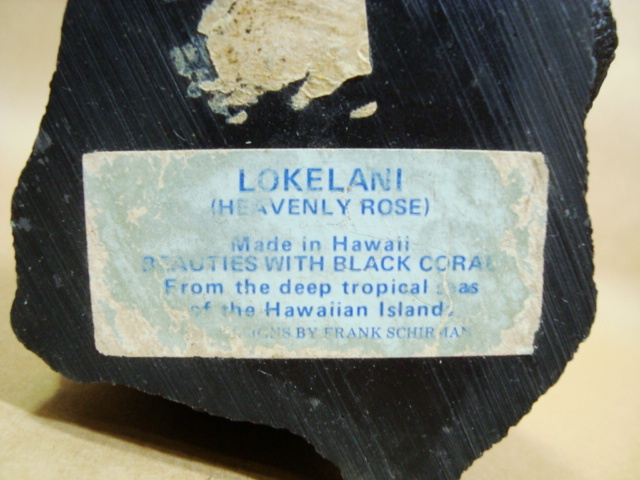 LOKELANI
(HEAVENLY ROSE)
Made in Hawaii
BEAUTIES WITH BLACK CORAL
From the deep tropical seas
of the Hawaiian Islands
DESIGNS BY FRANK SCHIRMAN